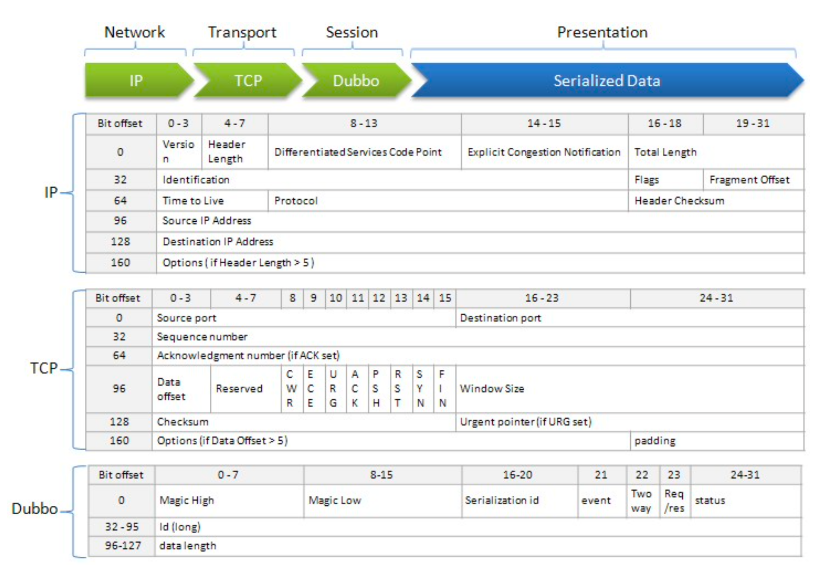 Network Transport Session Presentation
IP TCP Dubbo Serialized Data
IP
Bit offset 0-3 4-7 8-13 14-15 16-18 19-31
0 Versio
n Header
Length Differentiated Services Code Point Explicit Congestion Notification Total Length
32 Identification Flags Fragment Offset
64 Time to Live Protocol Header Checksum
96 Source IP Address
128 Destination IP Address
160 Options ( if Header Length > 5 )
TCP
Bit offset 0-3 4-7 8 9 10 11 12 13 14 15 16-23 24-31
0 Source port Destination port
32 Sequence number
64 Acknowledgment number (if ACK set)
96 Data
offset Reserved C
W
R E
C
E U
R
G A
C
K P
S
H R
S
T S
Y
N F
I
N Window Size
128 Checksum Urgent pointer (if URG set)
160 Options (if Data Offset > 5) padding
Dubbo
Bit offset 0-7 8-15 16-20 21 22 23 24-31
0 Magic High Magic Low Serialization id event Two
way Req
/res status
32-95 Id (long)
96-127 data length